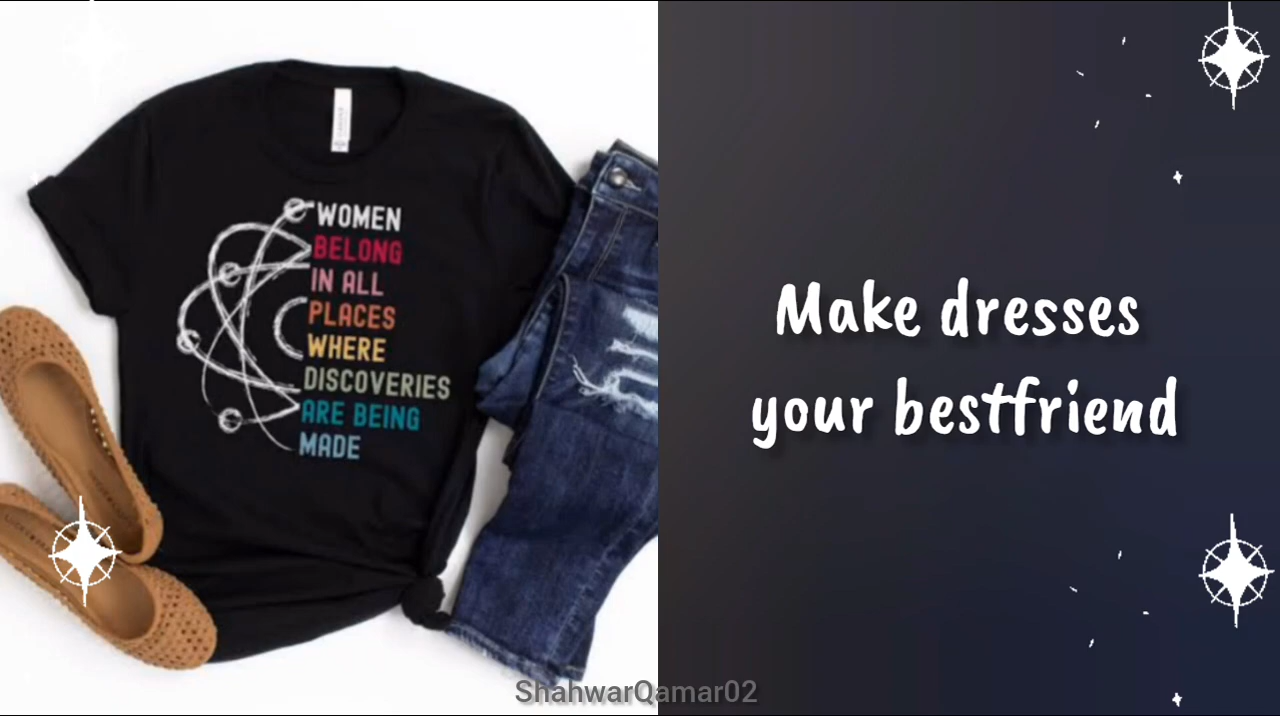 WOMEN
BELONG
IN ALL
PLACES
WHERE
DISCOVERIES
ARE BEING
MADE
Make dresses
your bestfriend
ShahwarQamar02